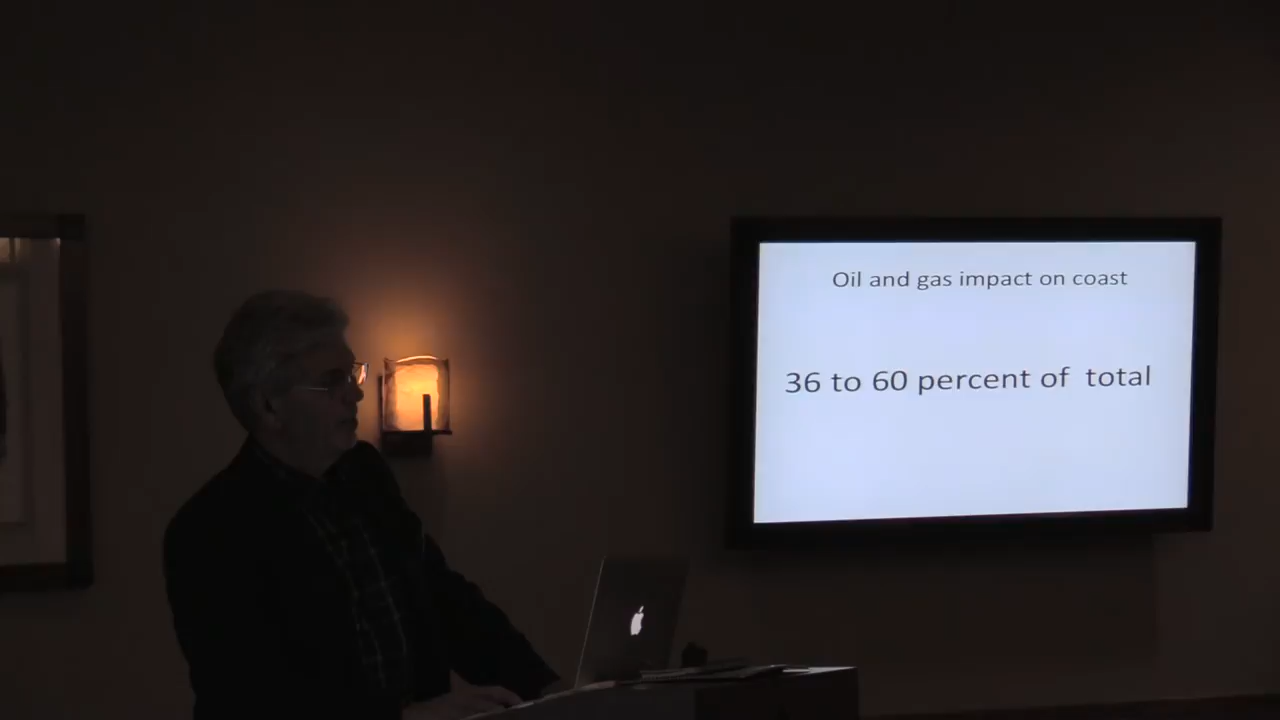 Oil and gas impact on coast
36 to 60 percent of total